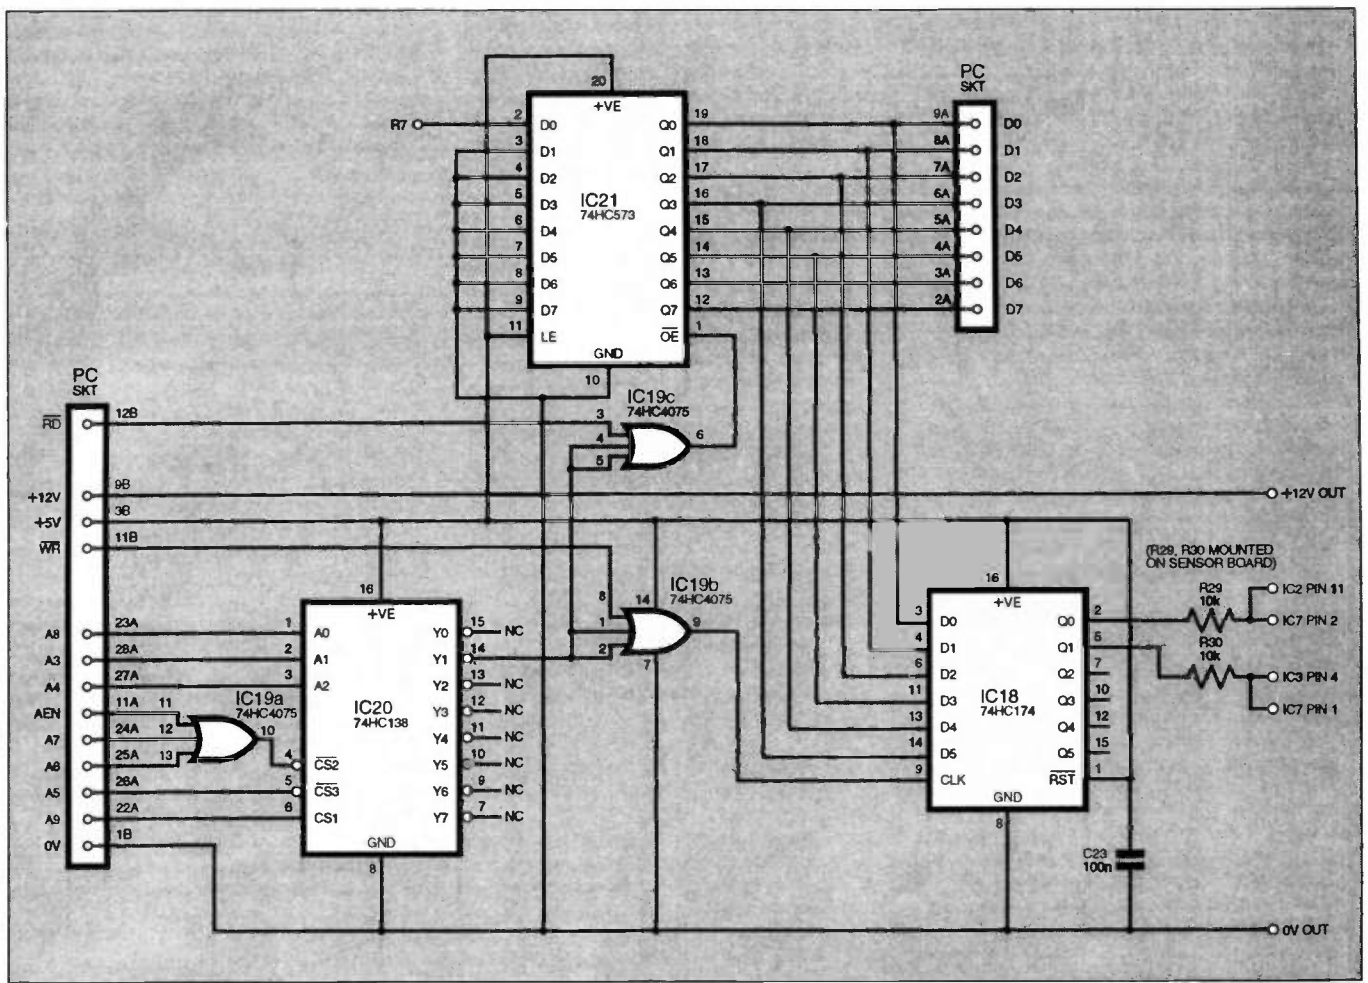 PC
SKT
20
+VE
R7
2
D0
Q0
19
9A
D0
3
D1
Q1
18
8A
D1
4
D2
Q2
17
7A
D2
5
D3
Q3
16
6A
D3
IC21
74HC573
6
D4
Q4
15
5A
D4
7
D5
Q5
14
4A
D5
8
D6
Q6
13
3A
D6
9
D7
Q7
12
2A
D7
11
LE
OE
1
GND
10
PC
SKT
IC19c
74HC4075
RD
12B
3
4
5
6
+12V
9B
+12V OUT
+5V
3B
WR
11B
(R29, R30 MOUNTED
ON SENSOR BOARD)
16
+VE
IC19b
74HC4075
8
14
1
9
2
7
16
+VE
R29
10k
IC2 PIN 11
IC7 PIN 2
R30
10k
IC3 PIN 4
IC7 PIN 1
A8
23A
1
A0
Y0
15
NC
A3
28A
2
A1
Y1
14
A4
27A
3
A2
Y2
13
NC
AEN
11A
11
IC19a
74HC4075
IC20
74HC138
Y3
12
NC
A7
24A
12
10
Y4
11
NC
A6
25A
13
4
CS2
Y5
10
NC
A5
26A
5
CS3
Y6
9
NC
A9
22A
6
CS1
Y7
7
NC
0V
1B
GND
8
3
D0
Q0
2
4
D1
Q1
5
6
D2
Q2
7
11
D3
Q3
10
IC18
74HC174
13
D4
Q4
12
14
D5
Q5
15
9
CLK
RST
1
GND
8
C23
100n
0V OUT